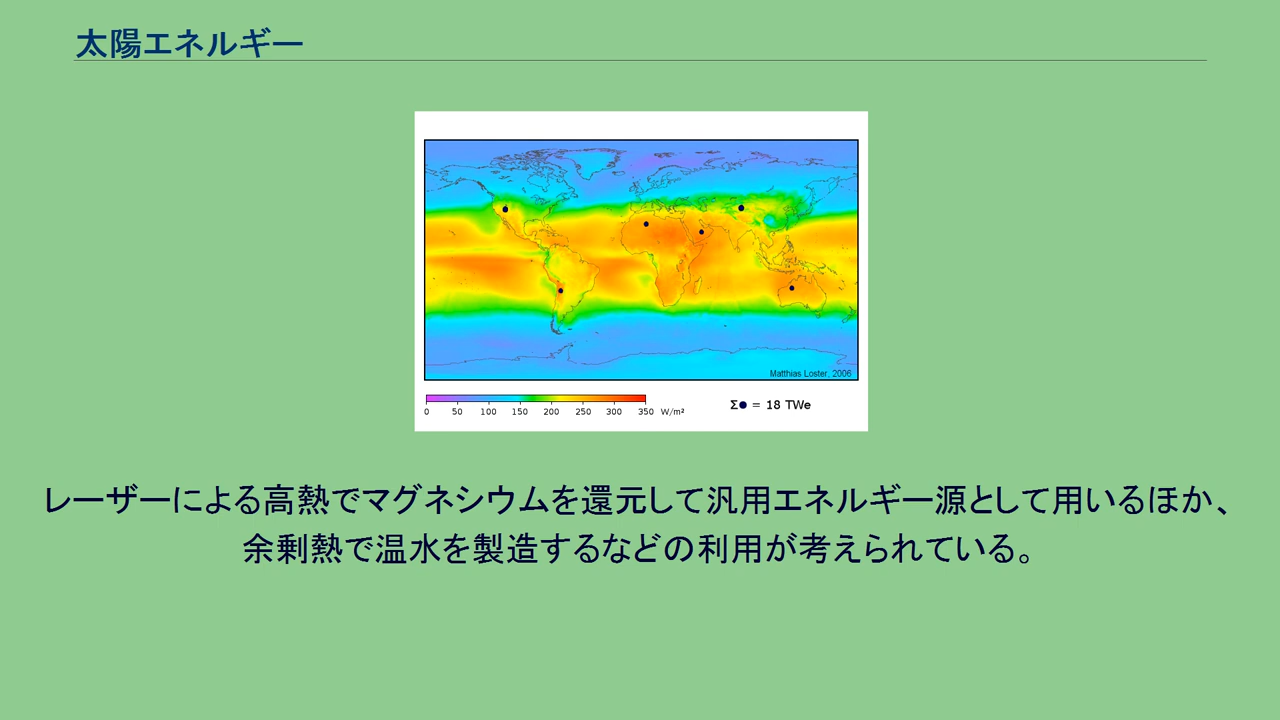 太陽エネルギー
Matthias Loster, 2006
0 50 100 150 200 250 300 350 W/m²
Σ● = 18 TWe
レーザーによる高熱でマグネシウムを還元して汎用エネルギー源として用いるほか、
余剰熱で温水を製造するなどの利用が考えられている。